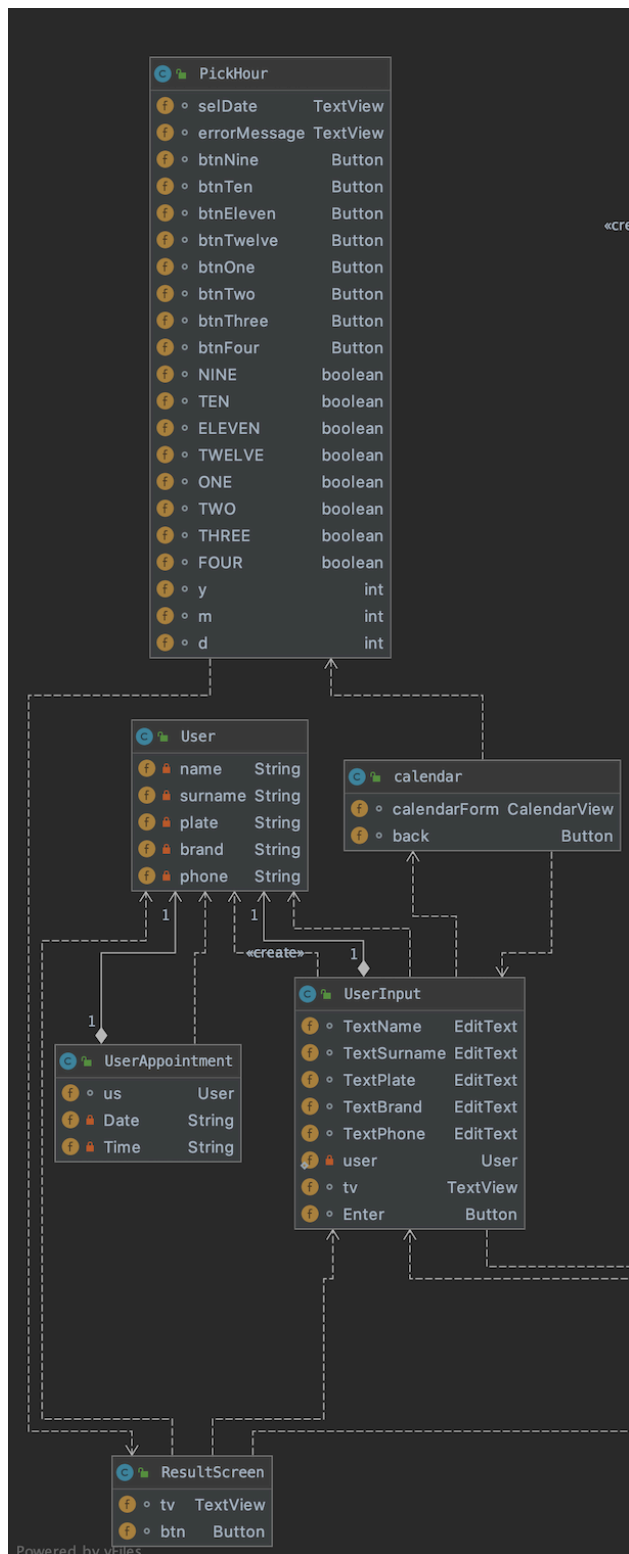 PickHour
selDate TextView
errorMessage TextView
btnNine Button
btnTen Button
btnEleven Button
btnTwelve Button
btnOne Button
btnTwo Button
btnThree Button
btnFour Button
NINE boolean
TEN boolean
ELEVEN boolean
TWELVE boolean
ONE boolean
TWO boolean
THREE boolean
FOUR boolean
y int
m int
d int
«cre
User
name String
surname String
plate String
brand String
phone String
calendar
calendarForm CalendarView
back Button
1
1
«create»
1
1
UserInput
TextName EditText
TextSurname EditText
TextPlate EditText
TextBrand EditText
TextPhone EditText
user User
tv TextView
Enter Button
UserAppointment
us User
Date String
Time String
ResultScreen
tv TextView
btn Button
Powered by yFiles